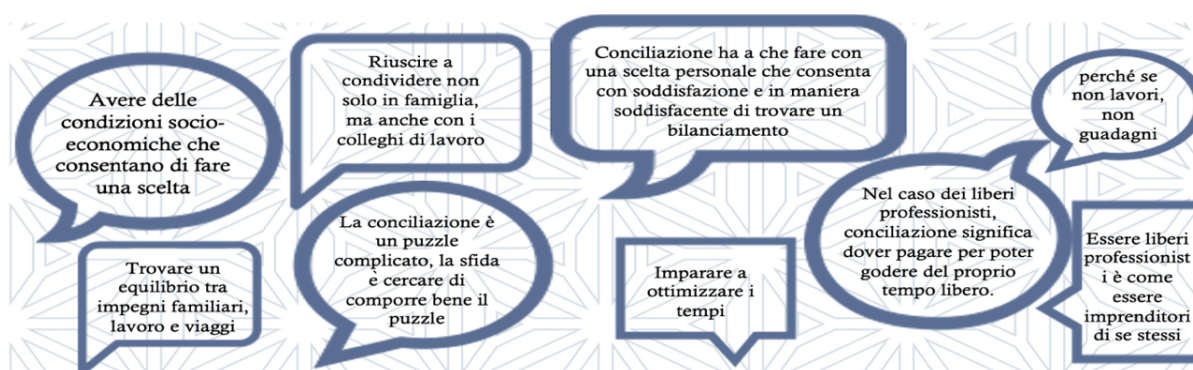 Avere delle
condizioni socio-
economiche che
consentano di fare
una scelta
Riuscire a
condividere non
solo in famiglia,
ma anche con i
colleghi di lavoro
Conciliazione ha a che fare con
una scelta personale che consenta
con soddisfazione e in maniera
soddisfacente di trovare un
bilanciamento
perché se
non lavori,
non
guadagni
Trovare un
equilibrio tra
impegni familiari,
lavoro e viaggi
La conciliazione è
un puzzle
complicato, la sfida
è cercare di
comporre bene il
puzzle
Imparare a
ottimizzare i
tempi
Nel caso dei liberi
professionisti,
conciliazione significa
dover pagare per poter
godere del proprio
tempo libero.
Essere liberi
professionist
i è come
essere
imprenditori
di se stessi